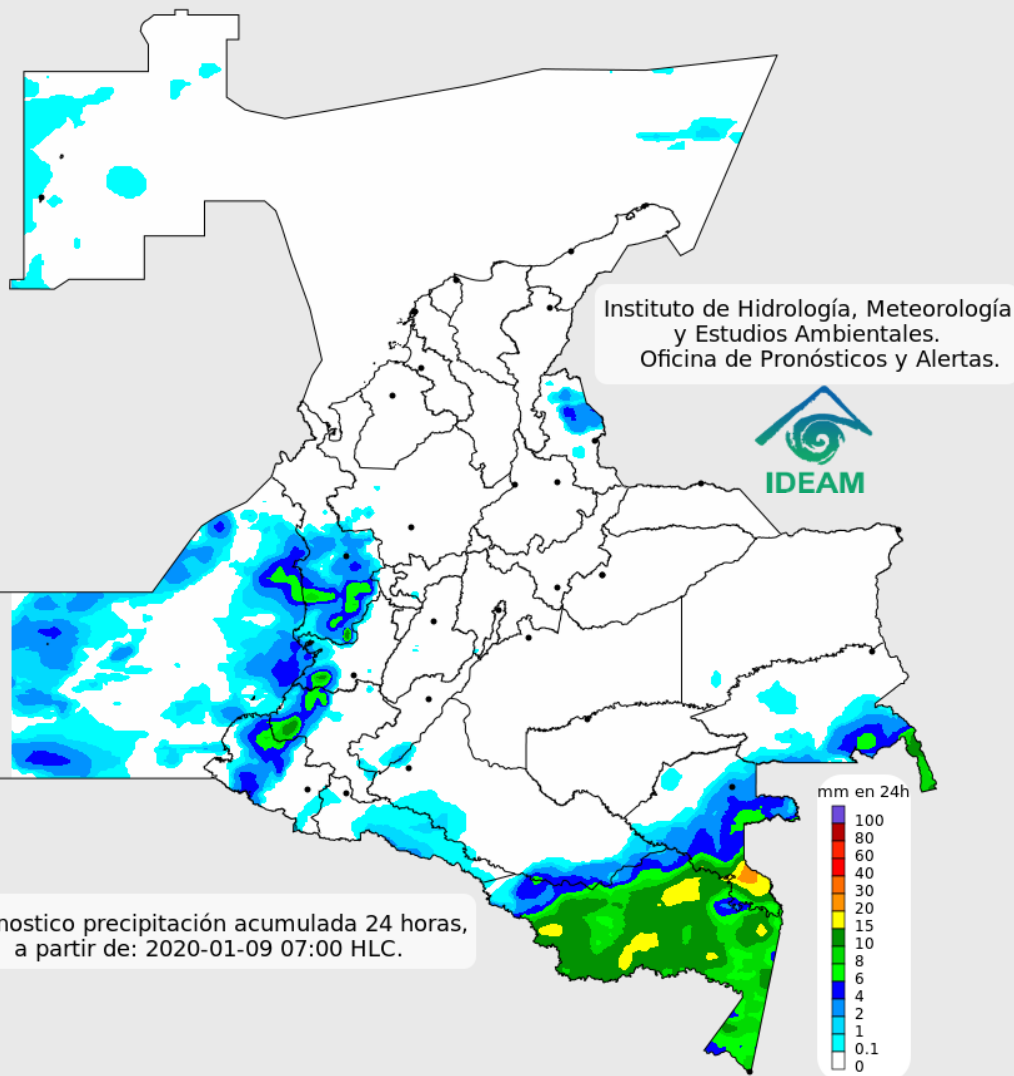 Instituto de Hidrología, Meteorología
y Estudios Ambientales.
Oficina de Pronósticos y Alertas.
IDEAM
mm en 24h
100
80
60
40
30
20
15
10
8
6
4
2
1
0.1
0
nostico precipitación acumulada 24 horas,
a partir de: 2020-01-09 07:00 HLC.